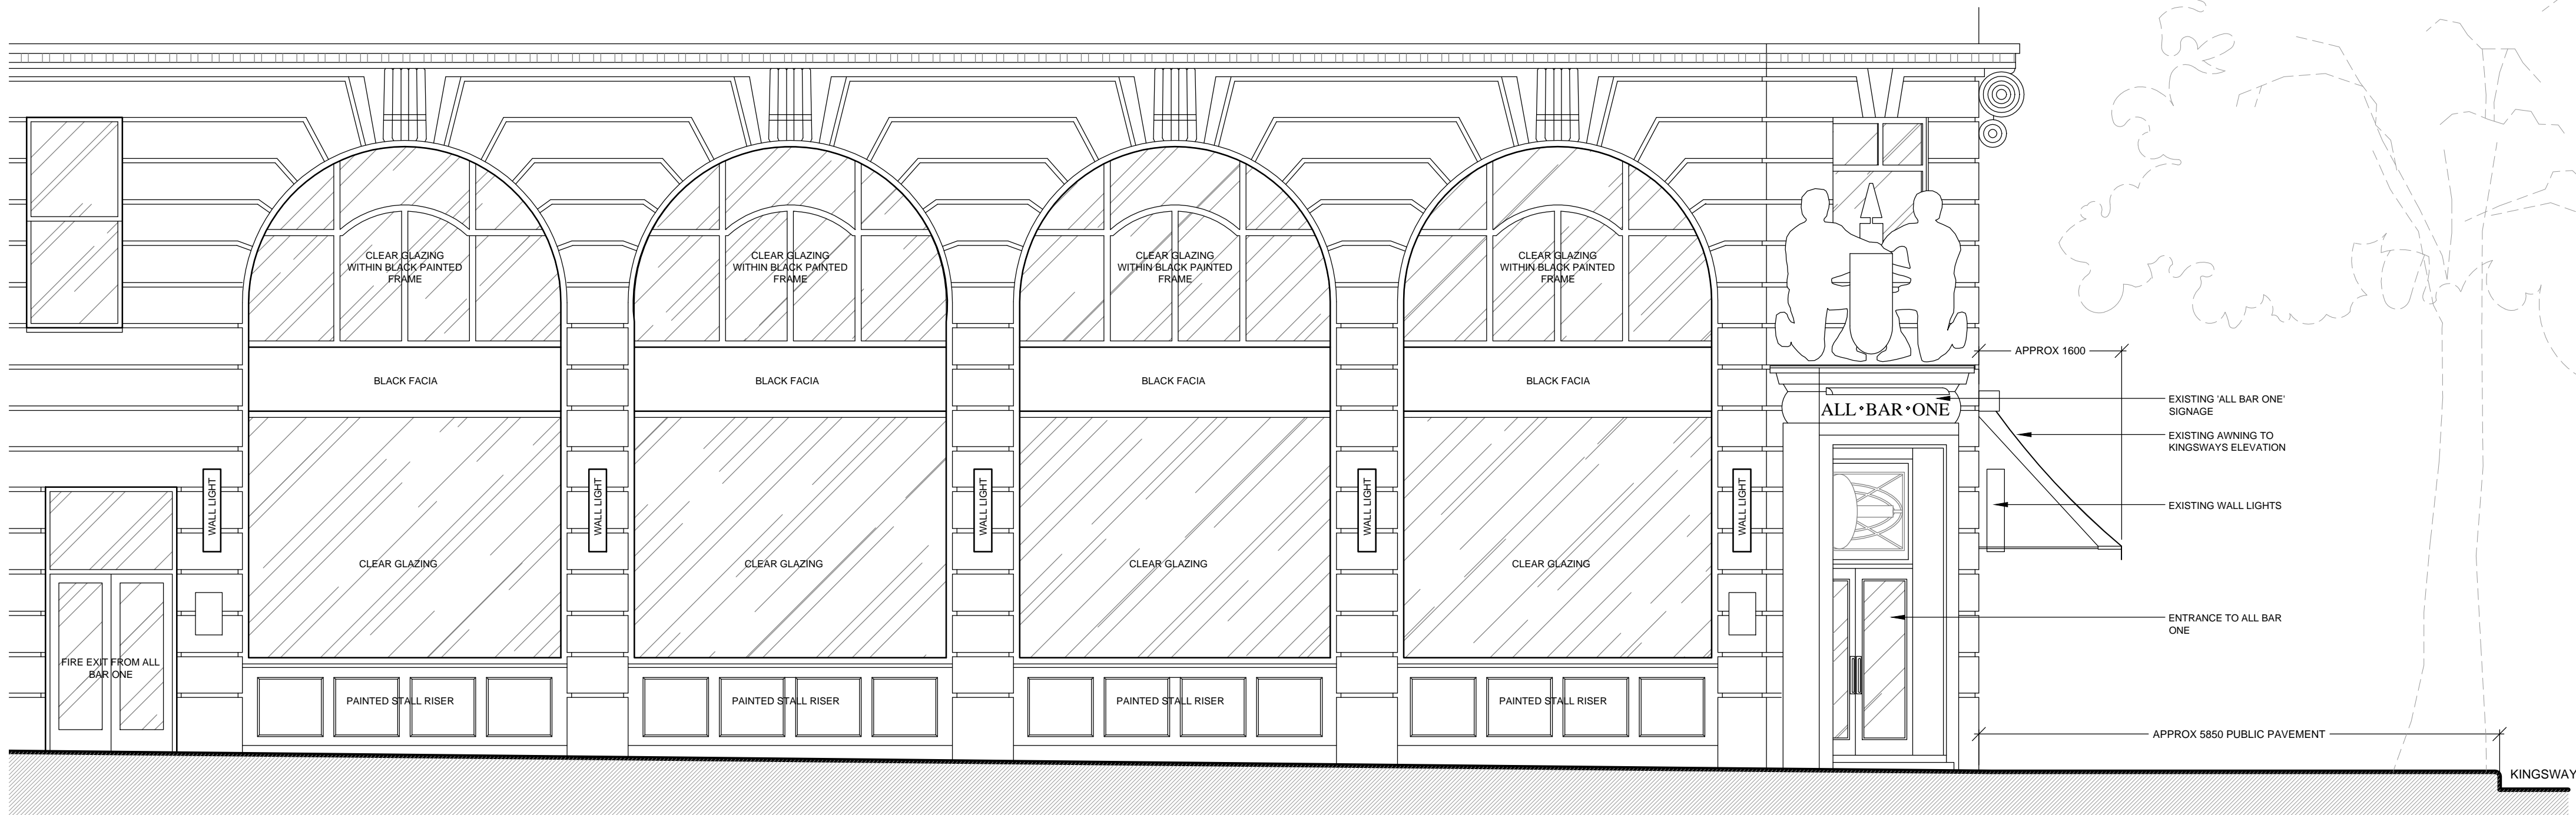 CLEAR GLAZING
WITHIN BLACK PAINTED
FRAME
CLEAR GLAZING
WITHIN BLACK PAINTED
FRAME
CLEAR GLAZING
WITHIN BLACK PAINTED
FRAME
CLEAR GLAZING
WITHIN BLACK PAINTED
FRAME
APPROX 1600
BLACK FACIA
BLACK FACIA
BLACK FACIA
BLACK FACIA
ALL•BAR•ONE
EXISTING 'ALL BAR ONE'
SIGNAGE
EXISTING AWNING TO
KINGSWAYS ELEVATION
WALL LIGHT
WALL LIGHT
WALL LIGHT
WALL LIGHT
WALL LIGHT
EXISTING WALL LIGHTS
CLEAR GLAZING
CLEAR GLAZING
CLEAR GLAZING
CLEAR GLAZING
ENTRANCE TO ALL BAR
ONE
FIRE EXIT FROM ALL
BAR ONE
PAINTED STALL RISER
PAINTED STALL RISER
PAINTED STALL RISER
PAINTED STALL RISER
APPROX 5850 PUBLIC PAVEMENT
KINGSWAY